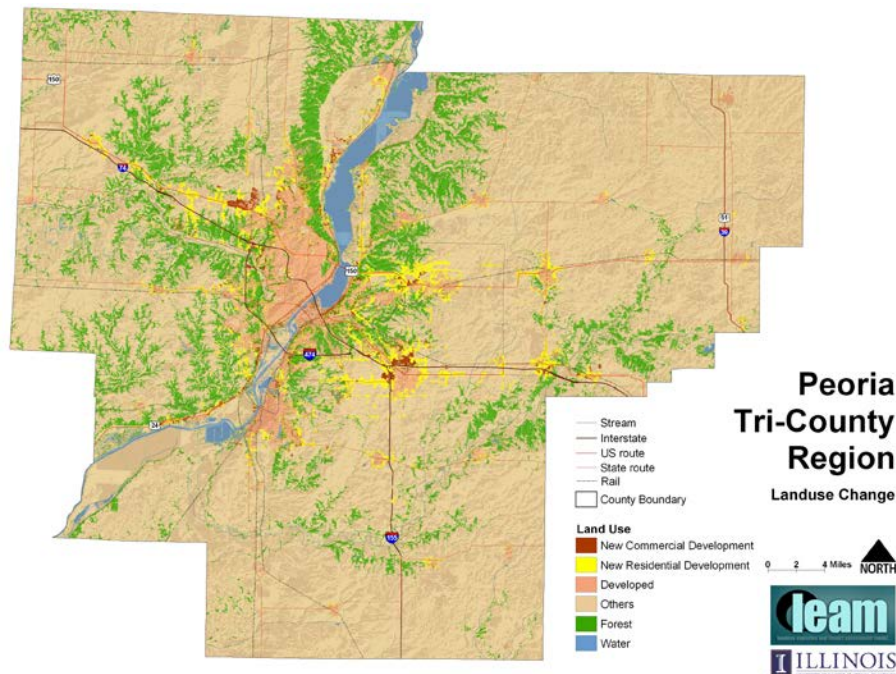 150
74
51
39
150
474
24
155
Peoria
Tri-County
Region
Landuse Change
Stream
Interstate
US route
State route
Rail
County Boundary
Land Use
New Commercial Development
New Residential Development
Developed
Others
Forest
Water
0 2 4 Miles
NORTH
leam
ILLINOIS